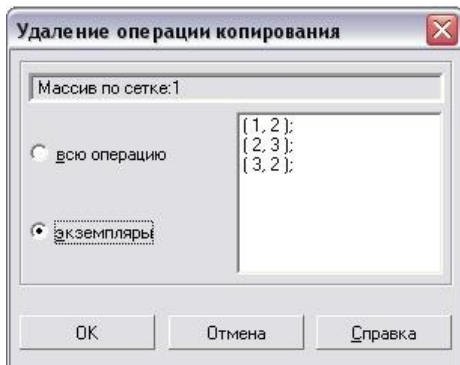 Удаление операции копирования
Массив по сетке:1
всю операцию
экземпляры
( 1, 2 );
( 2, 3 );
( 3, 2 );
OK
Отмена
Справка